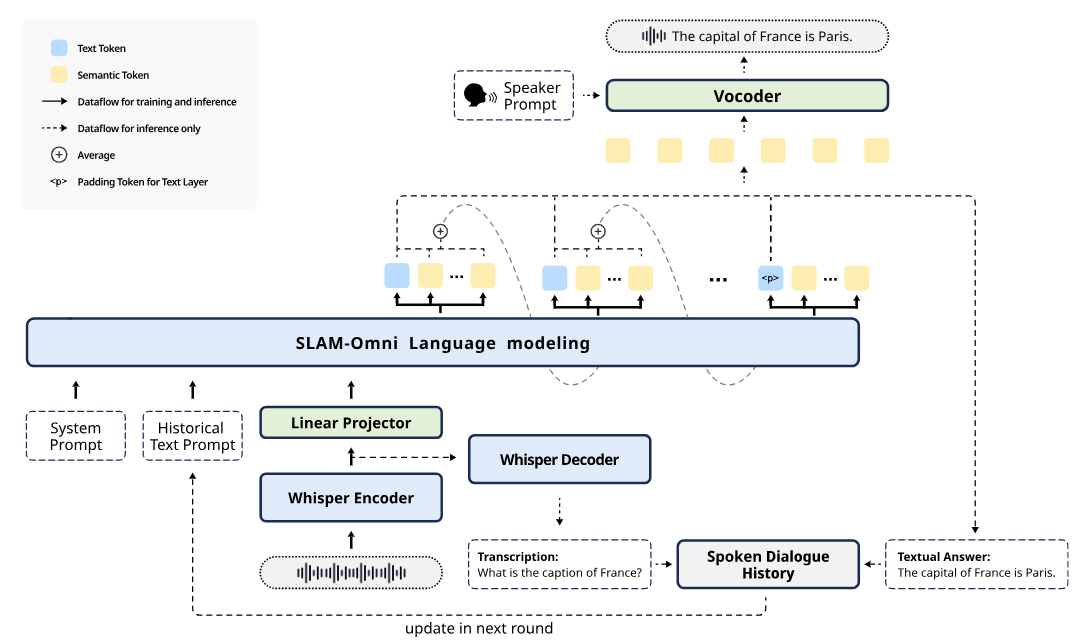 The capital of France is Paris.
Text Token
Semantic Token
Dataflow for training and inference
Dataflow for inference only
Average
<p> Padding Token for Text Layer
Speaker
Prompt
Vocoder
...
...
...
<p>
...
SLAM-Omni Language modeling
System
Prompt
Historical
Text Prompt
Linear Projector
Whisper Encoder
Whisper Decoder
Transcription:
What is the caption of France?
Spoken Dialogue
History
Textual Answer:
The capital of France is Paris.
update in next round